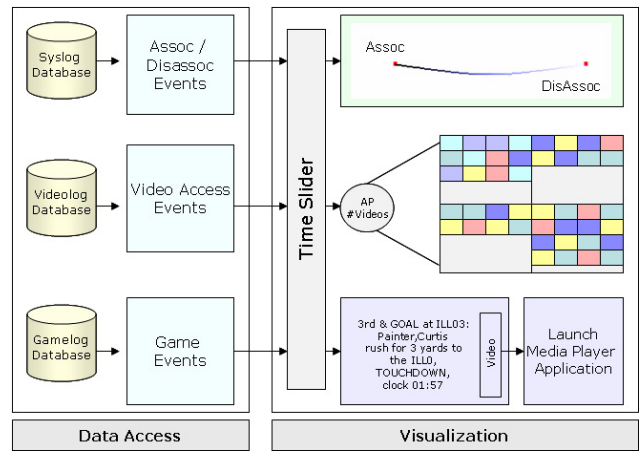 Syslog
Database
Assoc /
Disassoc
Events
Assoc
DisAssoc
Videolog
Database
Video Access
Events
Time Slider
AP
#Videos
Gamelog
Database
Game
Events
3rd & GOAL at ILL03:
Painter,Curtis
rush for 3 yards to
the ILL0,
TOUCHDOWN,
clock 01:57
Video
Launch
Media Player
Application
Data Access
Visualization